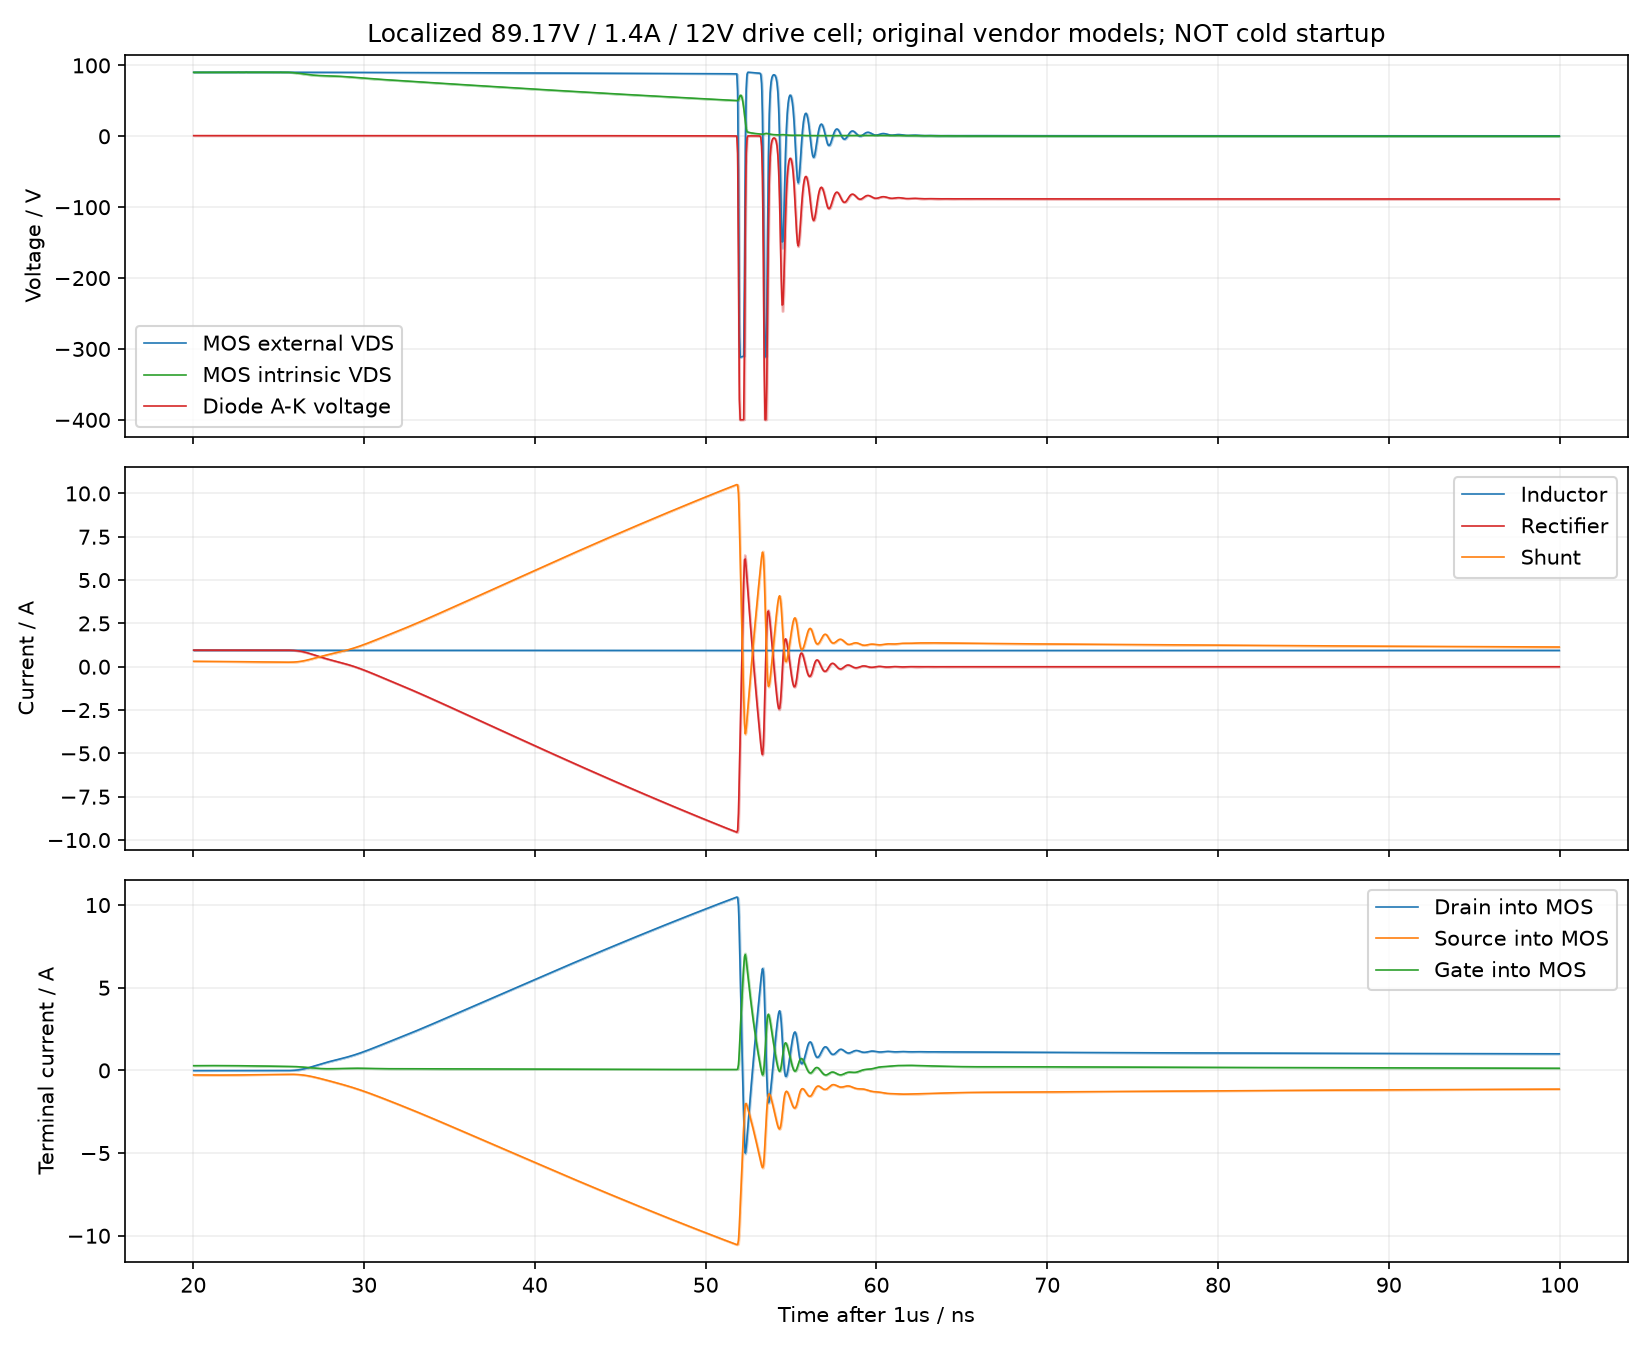 Localized 89.17V / 1.4A / 12V drive cell; original vendor models; NOT cold startup
Voltage / V
100
0
−100
−200
−300
−400
MOS external VDS
MOS intrinsic VDS
Diode A-K voltage
Current / A
10.0
7.5
5.0
2.5
0.0
−2.5
−5.0
−7.5
−10.0
Inductor
Rectifier
Shunt
Terminal current / A
10
5
0
−5
−10
Drain into MOS
Source into MOS
Gate into MOS
20 30 40 50 60 70 80 90 100
Time after 1us / ns